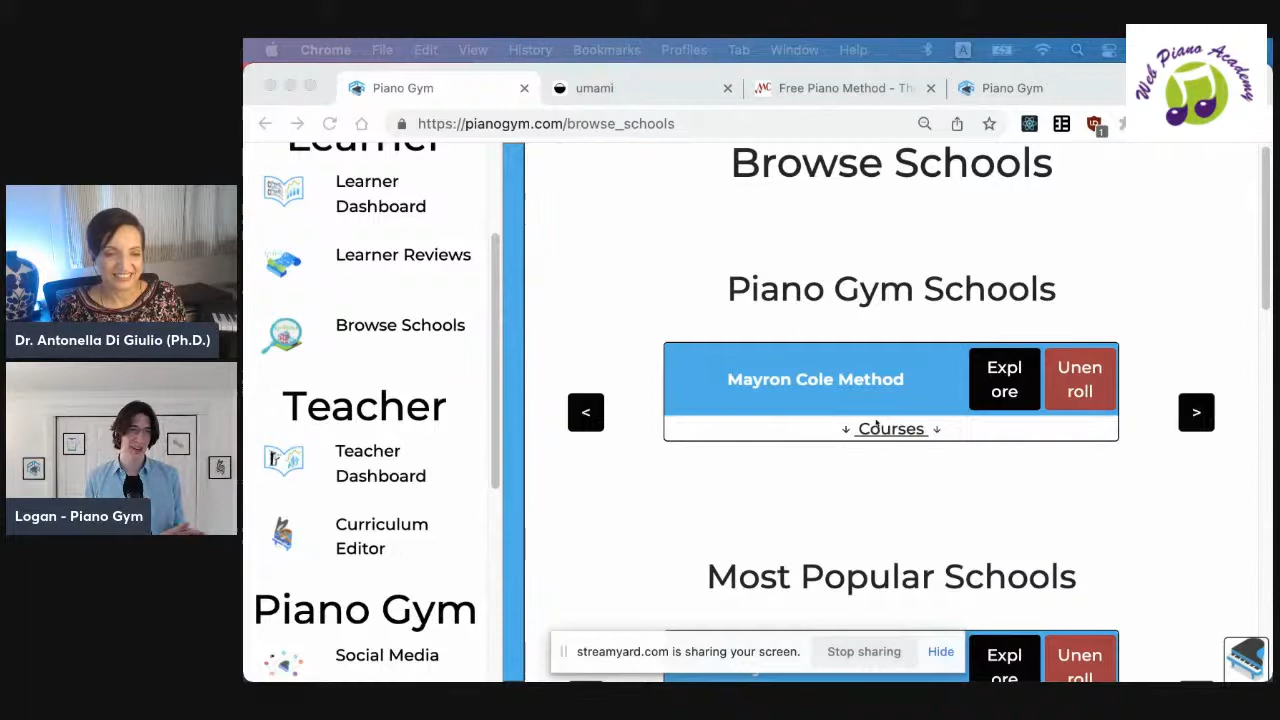 Chrome File Edit View History Bookmarks Profiles Tab Window Help
A
Web Piano Academy
Piano Gym
umami
Free Piano Method - Th
Piano Gym
https://pianogym.com/browse_schools
1
Learner
Learner
Dashboard
Learner Reviews
Browse Schools
Teacher
Teacher
Dashboard
Curriculum
Editor
Piano Gym
Social Media
Browse Schools
Piano Gym Schools
<
Mayron Cole Method
Expl
ore
Unen
roll
>
↓ Courses ↓
Most Popular Schools
Expl
ore
Unen
roll
streamyard.com is sharing your screen.
Stop sharing
Hide
Dr. Antonella Di Giulio (Ph.D.)
Logan - Piano Gym